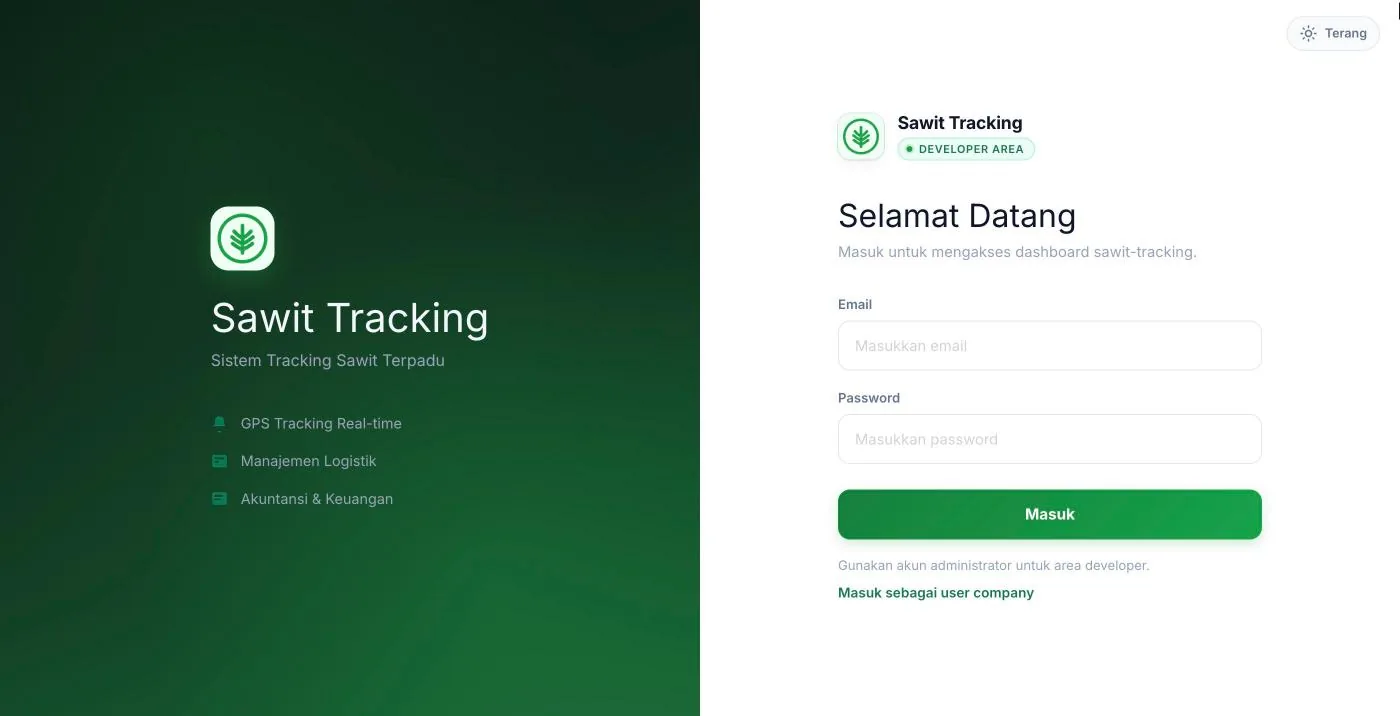 Sawit Tracking
Sistem Tracking Sawit Terpadu
GPS Tracking Real-time
Manajemen Logistik
Akuntansi & Keuangan
Terang
Sawit Tracking
DEVELOPER AREA
Selamat Datang
Masuk untuk mengakses dashboard sawit-tracking.
Email
Masukkan email
Password
Masukkan password
Masuk
Gunakan akun administrator untuk area developer.
Masuk sebagai user company